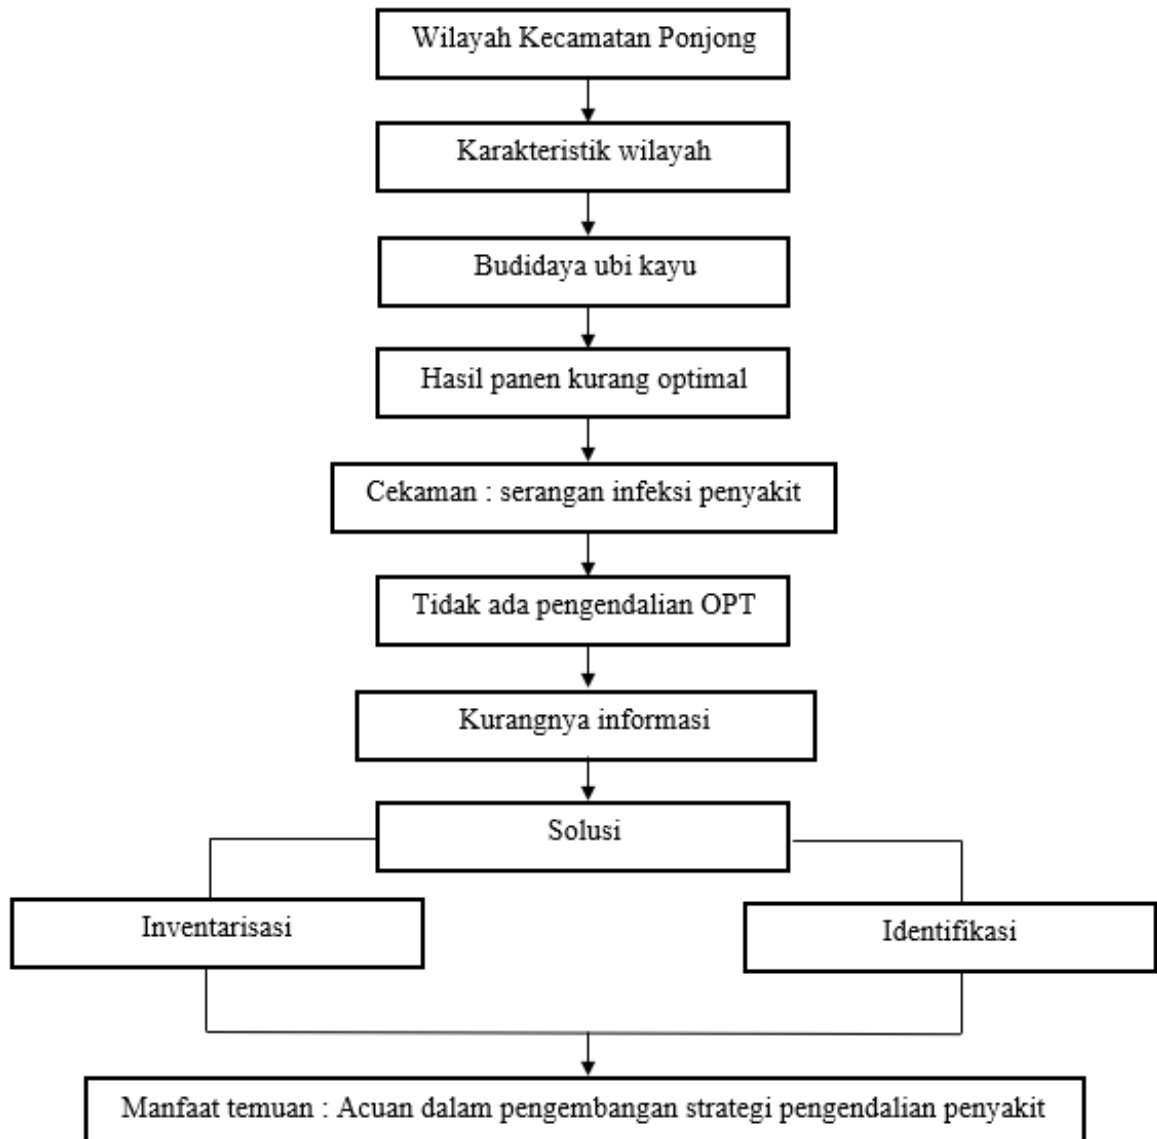 Wilayah Kecamatan Ponjong
Karakteristik wilayah
Budidaya ubi kayu
Hasil panen kurang optimal
Cekaman : serangan infeksi penyakit
Tidak ada pengendalian OPT
Kurangnya informasi
Solusi
Inventarisasi
Identifikasi
Manfaat temuan : Acuan dalam pengembangan strategi pengendalian penyakit